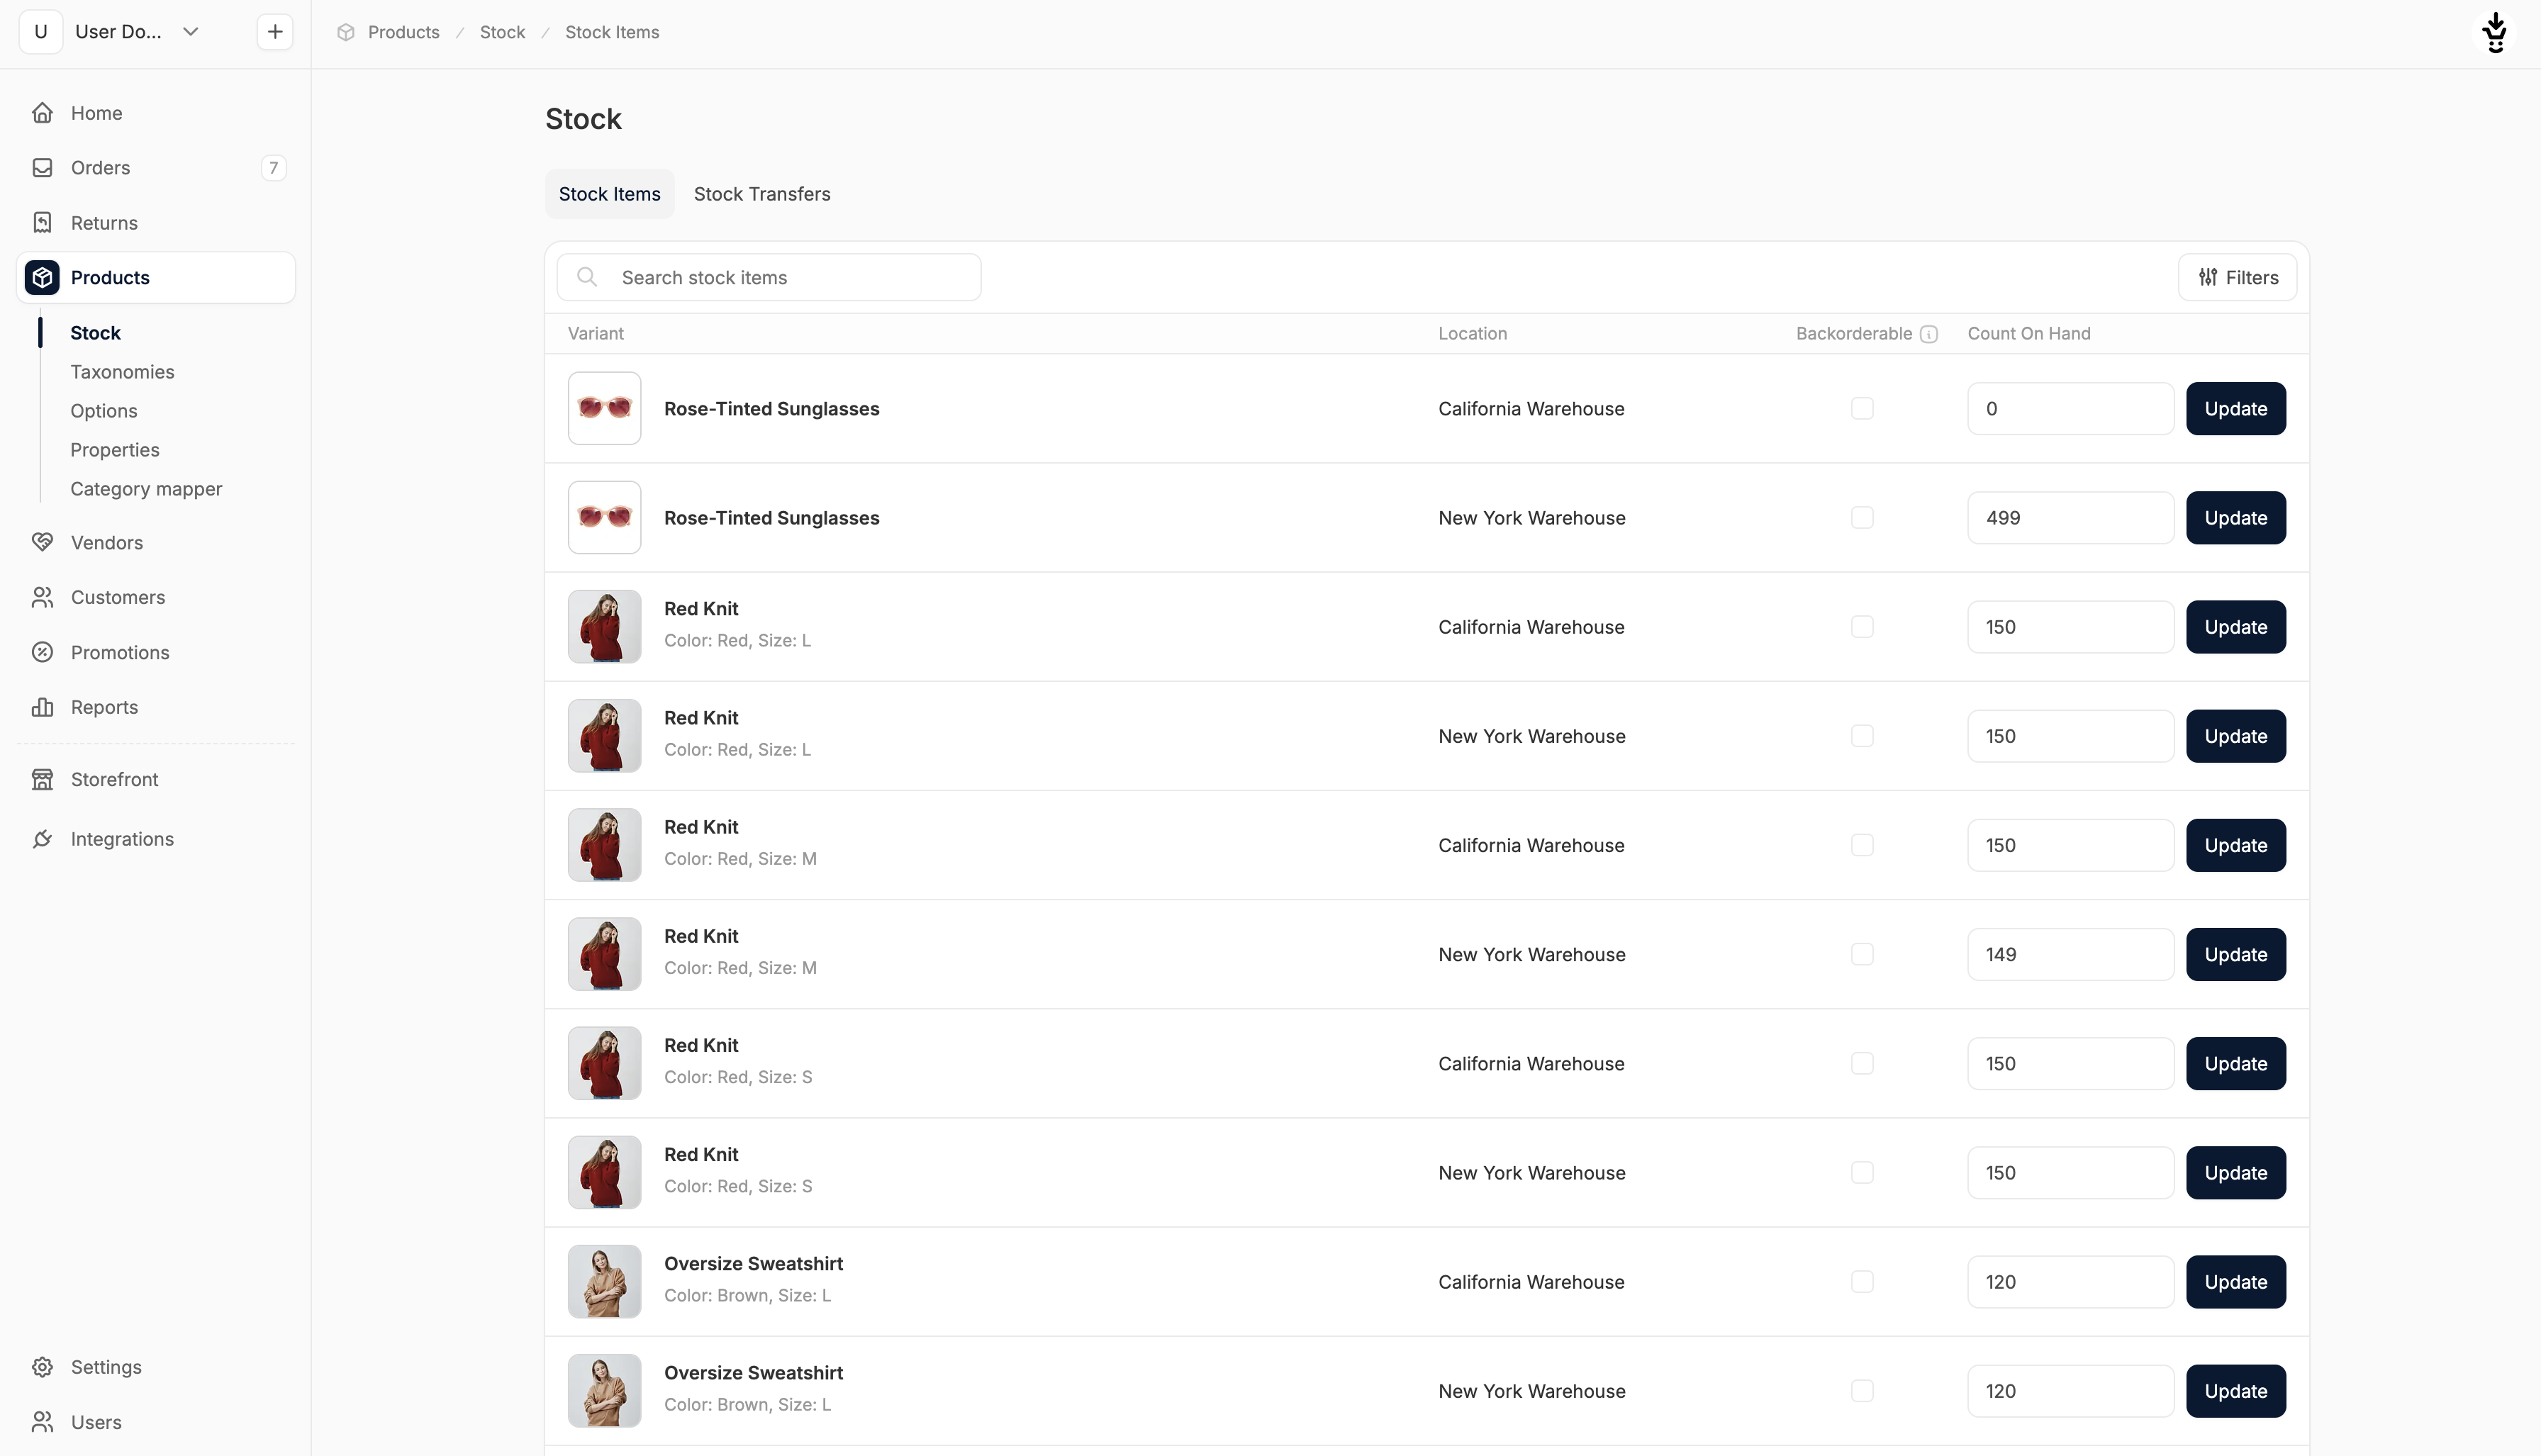 U User Do...
Products / Stock / Stock Items
Home
Orders 7
Returns
Products
Stock
Taxonomies
Options
Properties
Category mapper
Vendors
Customers
Promotions
Reports
Storefront
Integrations
Settings
Users
Stock
Stock Items Stock Transfers
Search stock items Filters
Variant Location Backorderable Count On Hand
Rose-Tinted Sunglasses California Warehouse 0 Update
Rose-Tinted Sunglasses New York Warehouse 499 Update
Red Knit
Color: Red, Size: L
California Warehouse 150 Update
Red Knit
Color: Red, Size: L
New York Warehouse 150 Update
Red Knit
Color: Red, Size: M
California Warehouse 150 Update
Red Knit
Color: Red, Size: M
New York Warehouse 149 Update
Red Knit
Color: Red, Size: S
California Warehouse 150 Update
Red Knit
Color: Red, Size: S
New York Warehouse 150 Update
Oversize Sweatshirt
Color: Brown, Size: L
California Warehouse 120 Update
Oversize Sweatshirt
Color: Brown, Size: L
New York Warehouse 120 Update